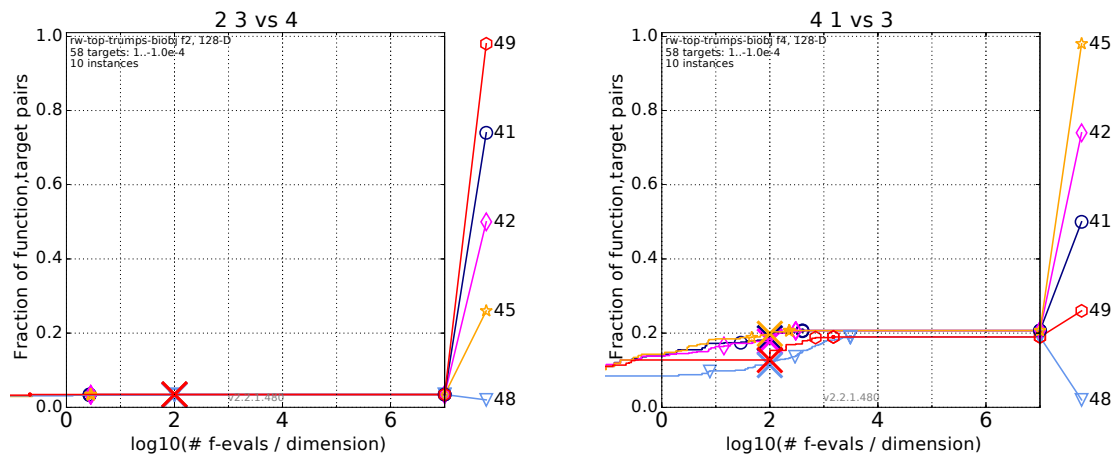 2 3 vs 4
rw-top-trumps-biobj f2, 128-D
58 targets: 1..-1.0e-4
10 instances
1.0
0.8
0.6
0.4
0.2
0.0
Fraction of function,target pairs
0
2
4
6
log10(# f-evals / dimension)
v2.2.1.480
49
41
42
45
48
4 1 vs 3
rw-top-trumps-biobj f4, 128-D
58 targets: 1..-1.0e-4
10 instances
1.0
0.8
0.6
0.4
0.2
0.0
Fraction of function,target pairs
0
2
4
6
log10(# f-evals / dimension)
v2.2.1.480
45
42
41
49
48